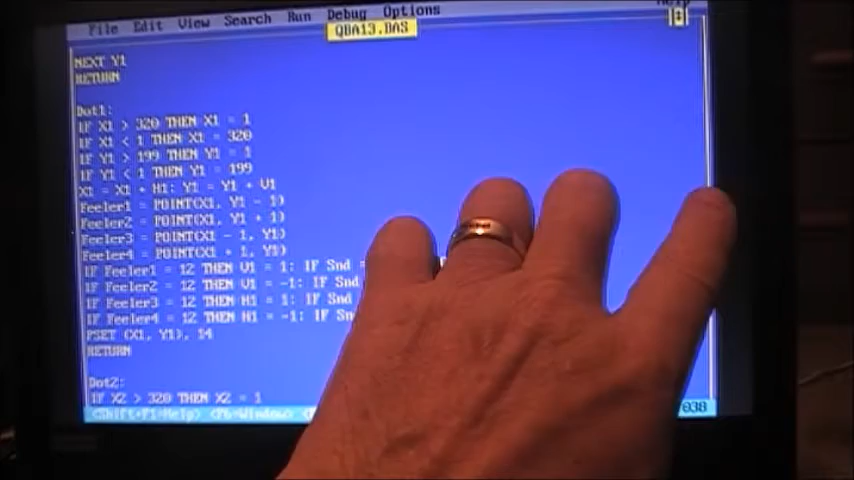 File Edit View Search Run Debug Options Help
QBA13.BAS
NEXT Y1
RETURN
Dot1:
IF X1 > 320 THEN X1 = 1
IF X1 < 1 THEN X1 = 320
IF Y1 > 199 THEN Y1 = 1
IF Y1 < 1 THEN Y1 = 199
X1 = X1 + H1: Y1 = Y1 + V1
Feeler1 = POINT(X1, Y1 - 1)
Feeler2 = POINT(X1, Y1 + 1)
Feeler3 = POINT(X1 - 1, Y1)
Feeler4 = POINT(X1 + 1, Y1)
IF Feeler1 = 12 THEN V1 = 1: IF Snd =
IF Feeler2 = 12 THEN V1 = -1: IF Snd
IF Feeler3 = 12 THEN H1 = 1: IF Snd
IF Feeler4 = 12 THEN H1 = -1: IF Sn
PSET (X1, Y1), 14
RETURN
Dot2:
IF X2 > 320 THEN X2 = 1
<Shift+F1=Help> <F6=Window> 038